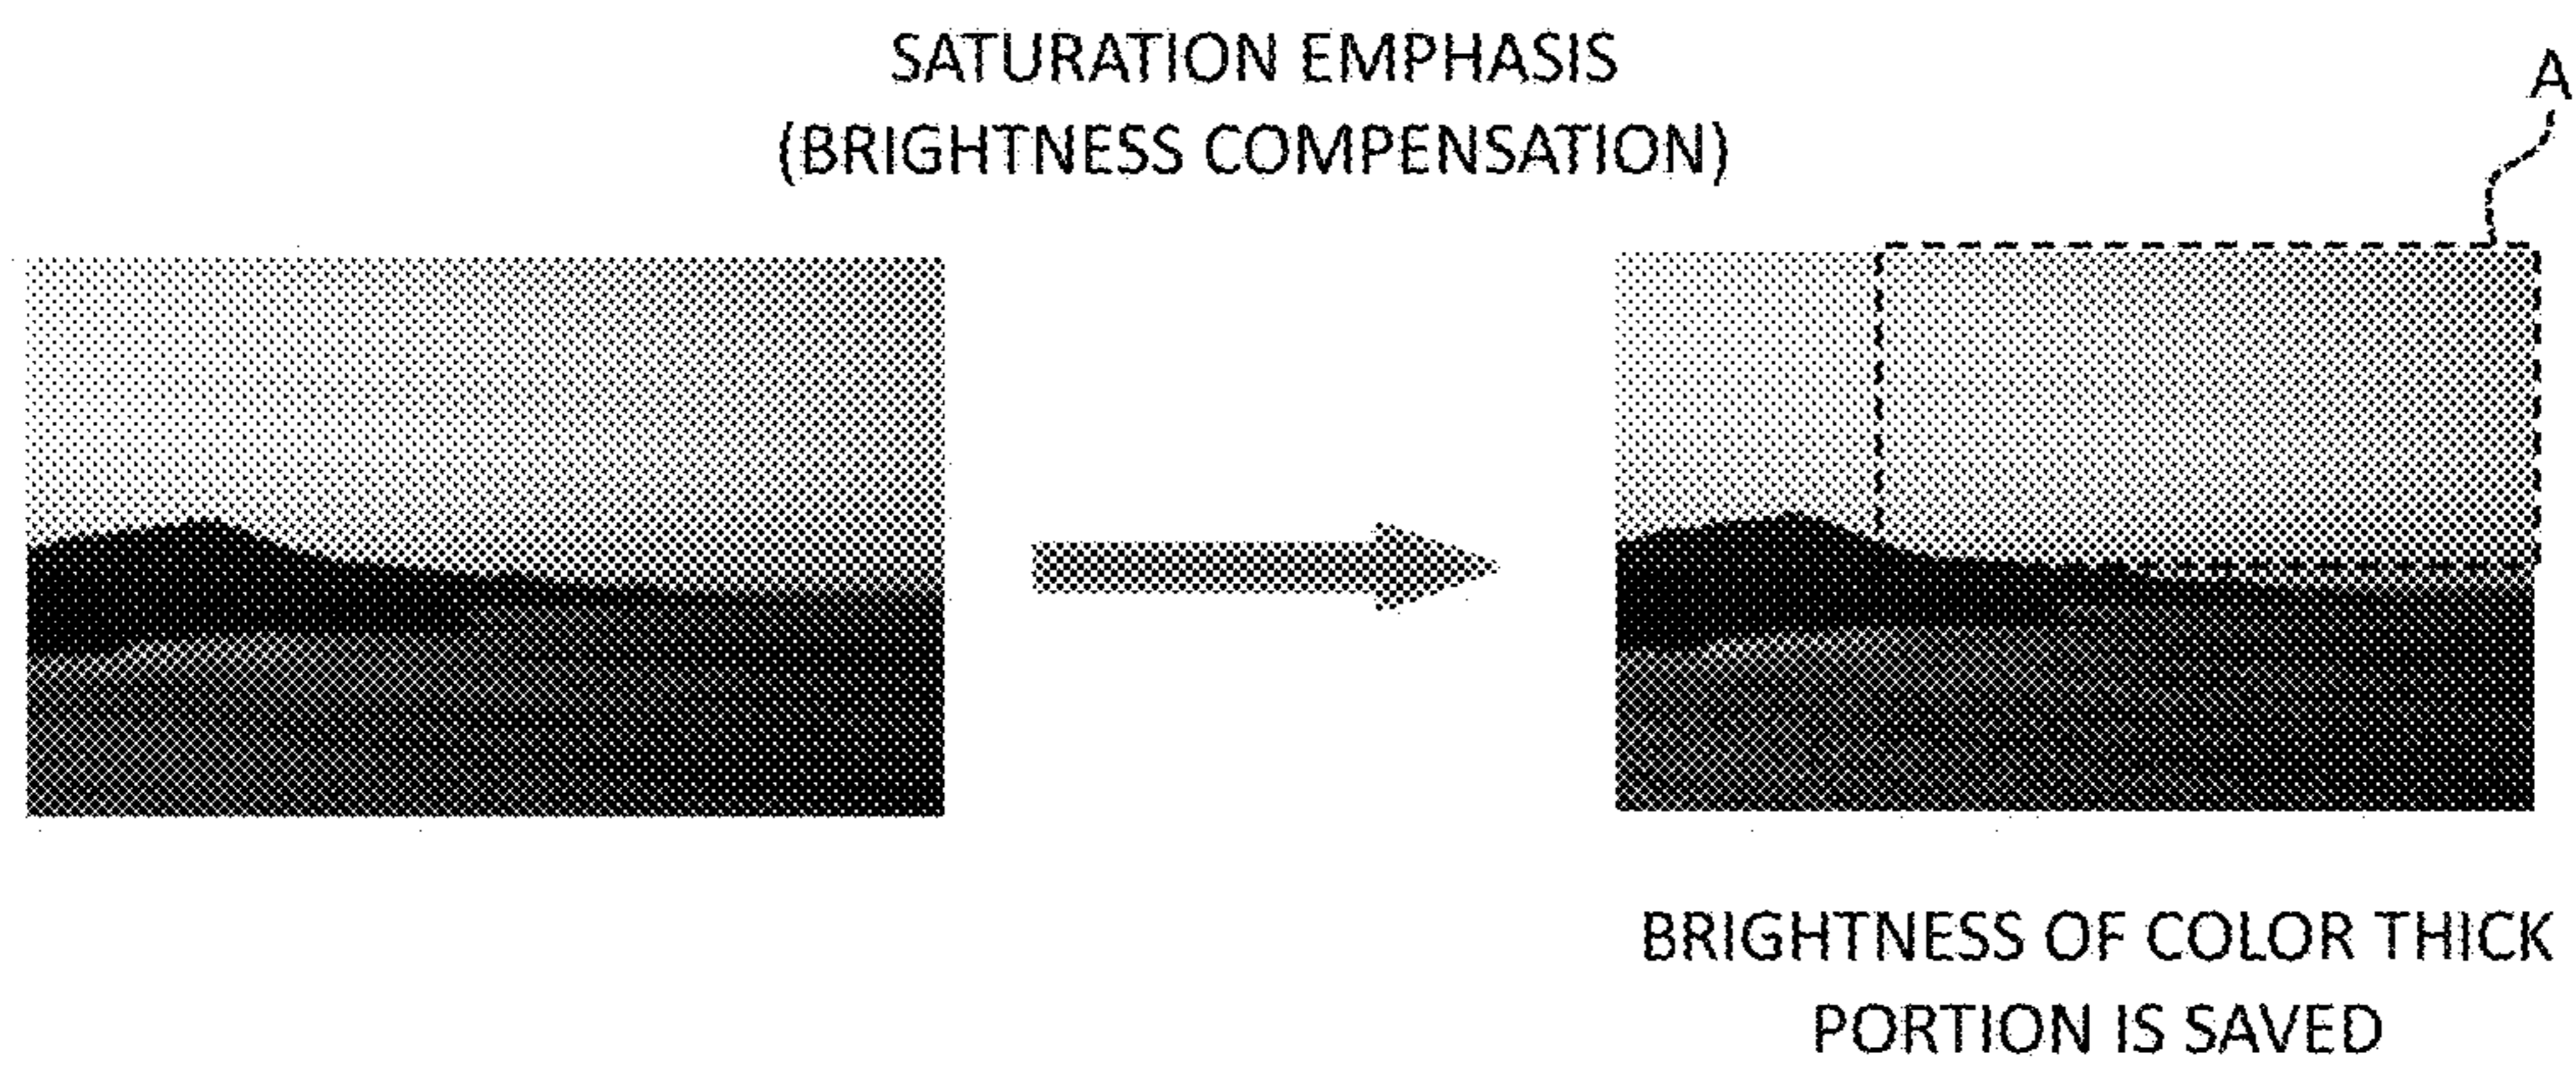 SATURATION EMPHASIS
(BRIGHTNESS COMPENSATION)
A
BRIGHTNESS OF COLOR THICK
PORTION IS SAVED